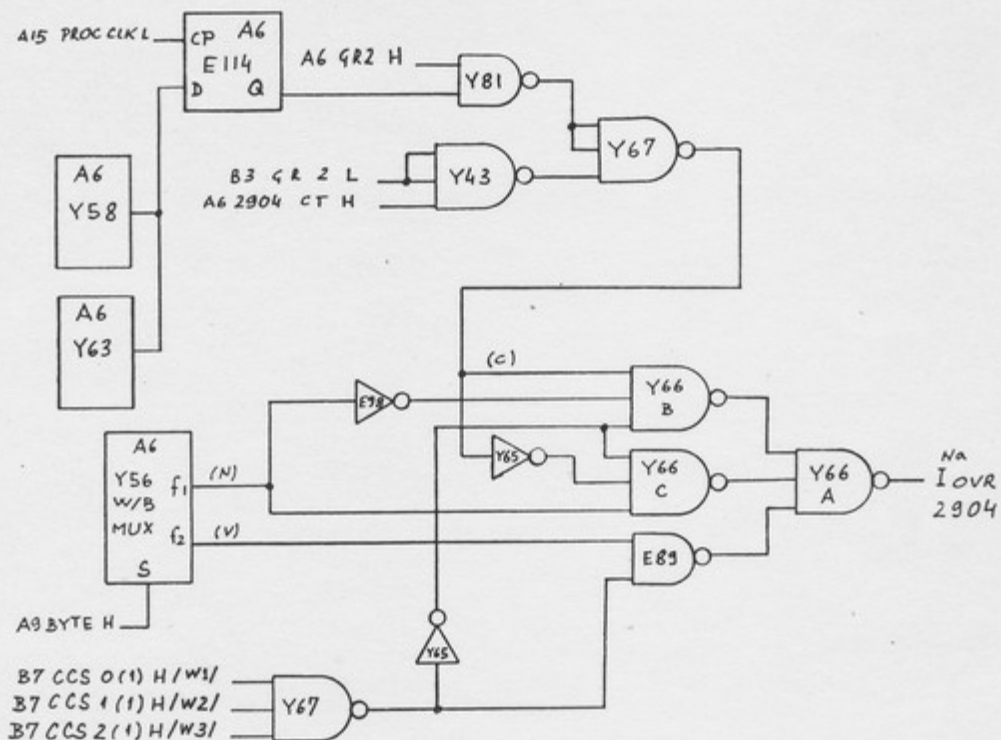 A15 PROC CLK L
CP A6
E114
D Q
A6 GR2 H
Y81
Y67
B3 GR 2 L
A6 2904 CT H
Y43
A6
Y58
A6
Y63
(C)
E98
Y66
B
Y65
Y66
C
Y66
A
Na
I OVR
2904
A6
Y56
W/B
MUX
f1
(N)
f2
(V)
S
E89
A9 BYTE H
Y65
B7 CCS 0(1) H/W1/
B7 CCS 1(1) H/W2/
B7 CCS 2(1) H/W3/
Y67